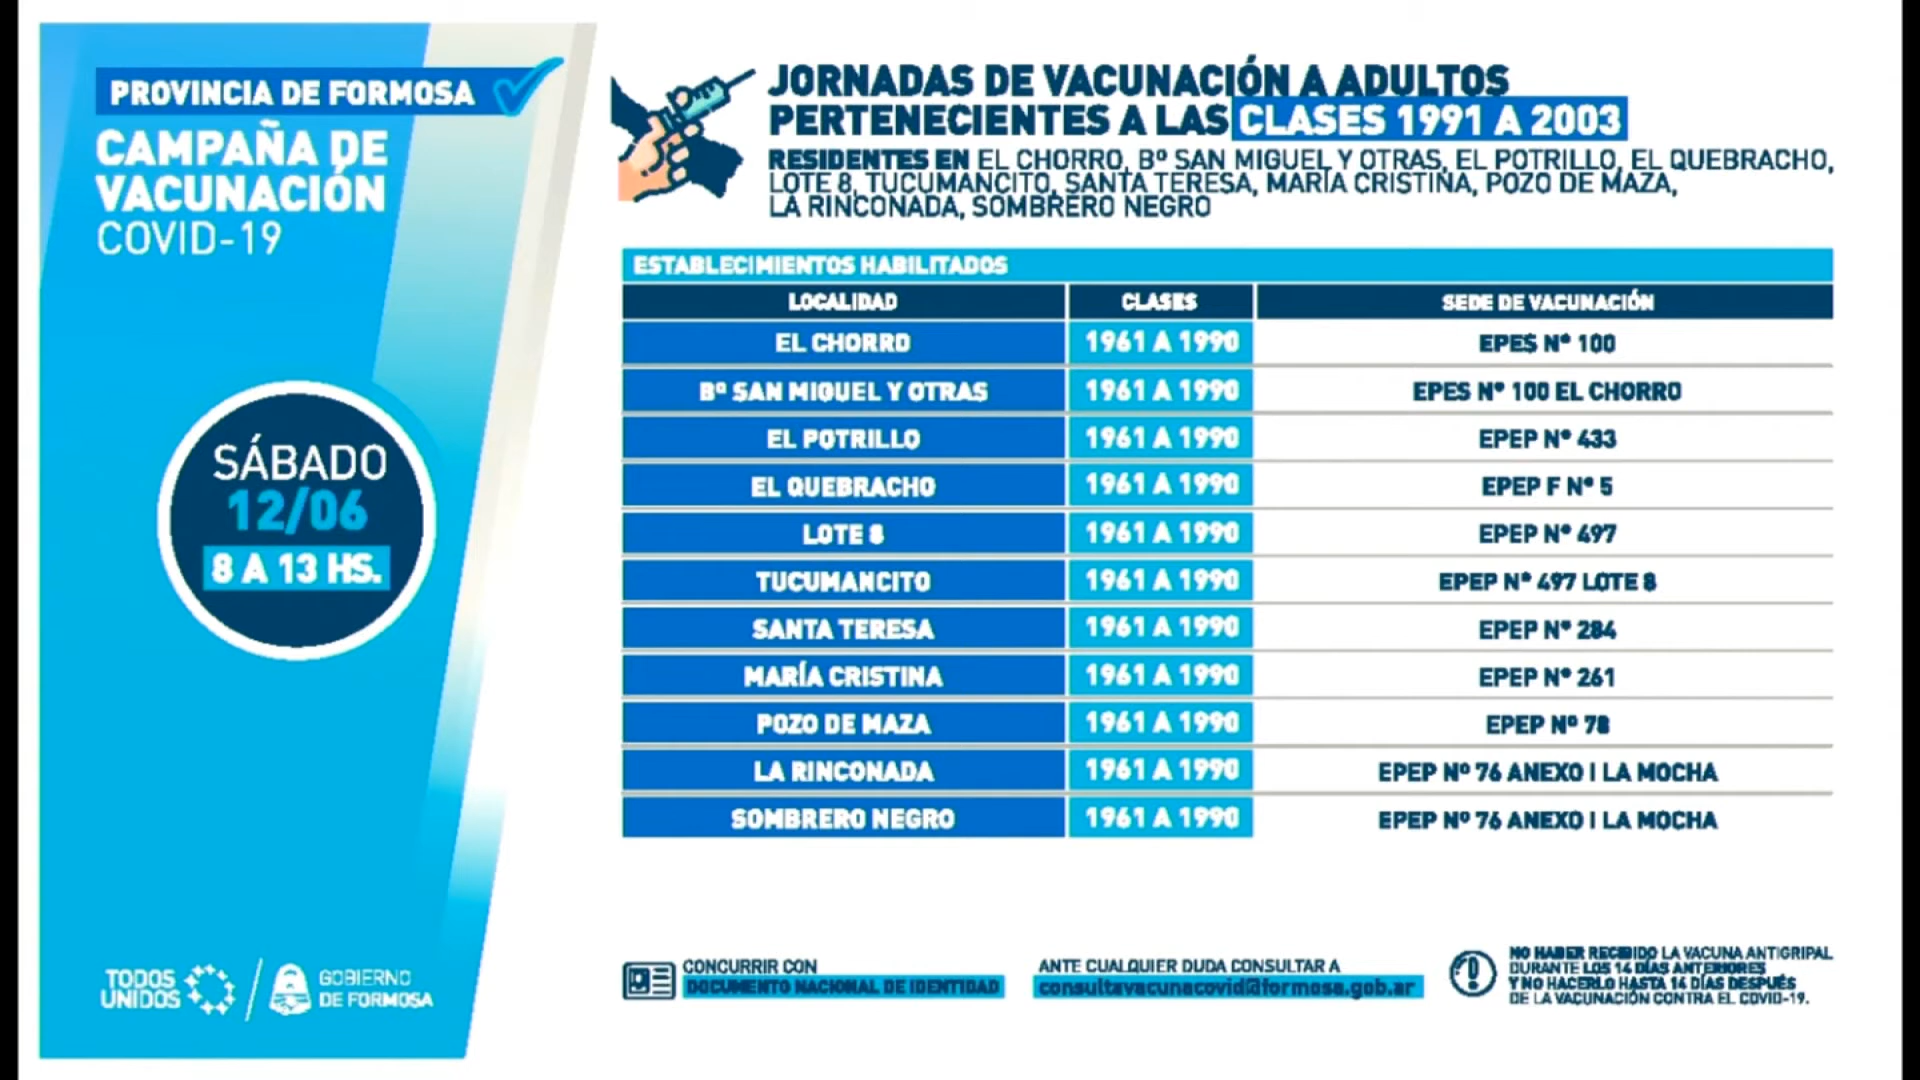 PROVINCIA DE FORMOSA
CAMPAÑA DE
VACUNACIÓN
COVID-19
SÁBADO
12/06
8 A 13 HS.
TODOS
UNIDOS
GOBIERNO
DE FORMOSA
JORNADAS DE VACUNACIÓN A ADULTOS
PERTENECIENTES A LAS CLASES 1991 A 2003
RESIDENTES EN EL CHORRO, Bº SAN MIGUEL Y OTRAS, EL POTRILLO, EL QUEBRACHO,
LOTE 8, TUCUMANCITO, SANTA TERESA, MARÍA CRISTINA, POZO DE MAZA,
LA RINCONADA, SOMBRERO NEGRO
ESTABLECIMIENTOS HABILITADOS
LOCALIDAD CLASES SEDE DE VACUNACIÓN
EL CHORRO 1961 A 1990 EPES Nº 100
Bº SAN MIGUEL Y OTRAS 1961 A 1990 EPES Nº 100 EL CHORRO
EL POTRILLO 1961 A 1990 EPEP Nº 433
EL QUEBRACHO 1961 A 1990 EPEP F Nº 5
LOTE 8 1961 A 1990 EPEP Nº 497
TUCUMANCITO 1961 A 1990 EPEP Nº 497 LOTE 8
SANTA TERESA 1961 A 1990 EPEP Nº 284
MARÍA CRISTINA 1961 A 1990 EPEP Nº 261
POZO DE MAZA 1961 A 1990 EPEP Nº 78
LA RINCONADA 1961 A 1990 EPEP Nº 76 ANEXO I LA MOCHA
SOMBRERO NEGRO 1961 A 1990 EPEP Nº 76 ANEXO I LA MOCHA
CONCURRIR CON
DOCUMENTO NACIONAL DE IDENTIDAD
ANTE CUALQUIER DUDA CONSULTAR A
consultavacunacovid@formosa.gob.ar
NO HABER RECIBIDO LA VACUNA ANTIGRIPAL
DURANTE LOS 14 DÍAS ANTERIORES
Y NO HACERLO HASTA 14 DÍAS DESPUÉS
DE LA VACUNACIÓN CONTRA EL COVID-19.